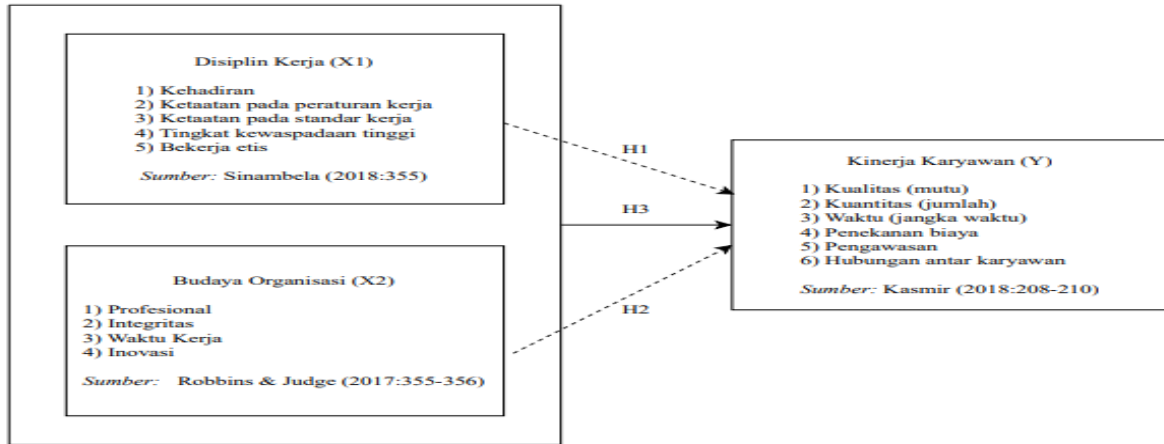 Disiplin Kerja (X1)
1) Kehadiran
2) Ketaatan pada peraturan kerja
3) Ketaatan pada standar kerja
4) Tingkat kewaspadaan tinggi
5) Bekerja etis
Sumber: Sinambela (2018:355)
Budaya Organisasi (X2)
1) Profesional
2) Integritas
3) Waktu Kerja
4) Inovasi
Sumber: Robbins & Judge (2017:355-356)
H1
H3
H2
Kinerja Karyawan (Y)
1) Kualitas (mutu)
2) Kuantitas (jumlah)
3) Waktu (jangka waktu)
4) Penekanan biaya
5) Pengawasan
6) Hubungan antar karyawan
Sumber: Kasmir (2018:208-210)